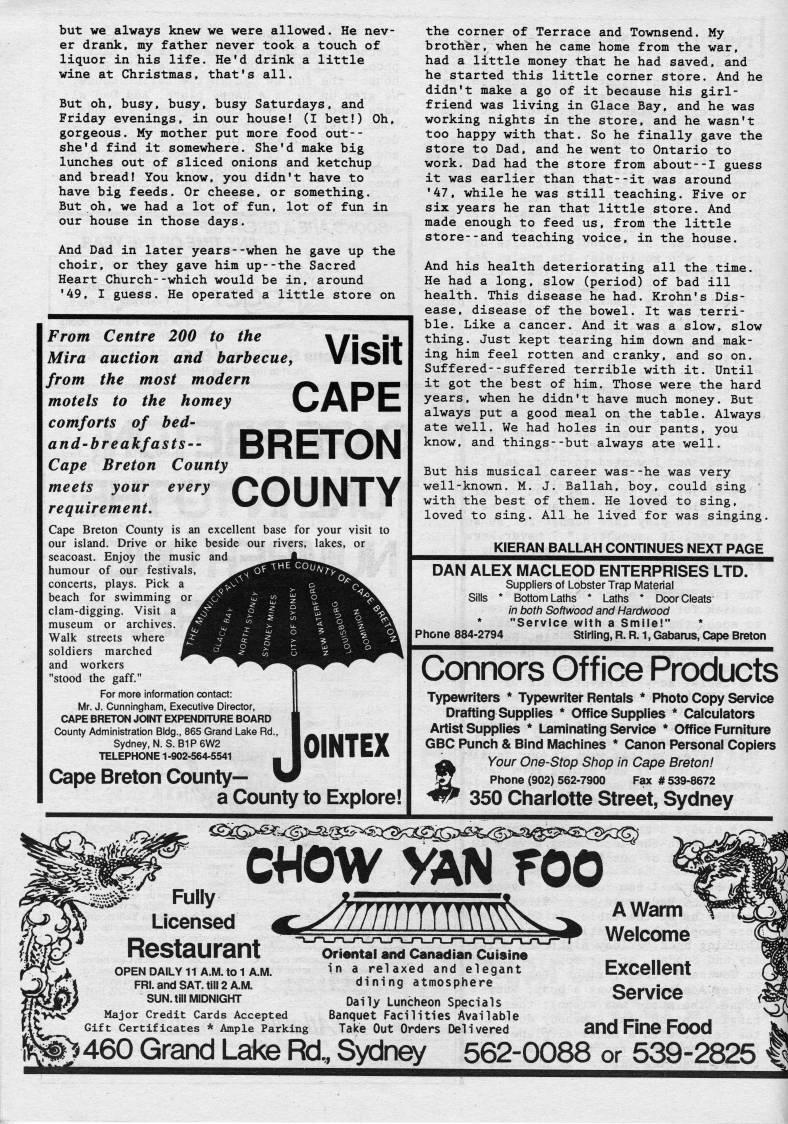 but we always knew we were allowed. He nev-
er drank, my father never took a touch of
liquor in his life. He'd drink a little
wine at Christmas, that's all.

But oh, busy, busy, busy Saturdays, and
Friday evenings, in our house! (I bet!) Oh,
gorgeous. My mother put more food out--
she'd find it somewhere. She'd make big
lunches out of sliced onions and ketchup
and bread! You know, you didn't have to
have big feeds. Or cheese, or something.
But oh, we had a lot of fun, lot of fun in
our house in those days.

And Dad in later years--when he gave up the
choir, or they gave him up--the Sacred
Heart Church--which would be in, around
'49, I guess. He operated a little store on
the corner of Terrace and Townsend. My
brother, when he came home from the war,
had a little money that he had saved, and
he started this little corner store. And he
didn't make a go of it because his girl-
friend was living in Glace Bay, and he was
working nights in the store, and he wasn't
too happy with that. So he finally gave the
store to Dad, and he went to Ontario to
work. Dad had the store from about--I guess
it was earlier than that--it was around
'47, while he was still teaching. Five or
six years he ran that little store. And
made enough to feed us, from the little
store--and teaching voice, in the house.

And his health deteriorating all the time.
He had a long, slow (period) of bad ill
health. This disease he had. Krohn's Dis-
ease, disease of the bowel. It was terri-
ble. Like a cancer. And it was a slow, slow
thing. Just kept tearing him down and mak-
ing him feel rotten and cranky, and so on.
Suffered--suffered terrible with it. Until
it got the best of him. Those were the hard
years, when he didn't have much money. But
always put a good meal on the table. Always
ate well. We had holes in our pants, you
know, and things--but always ate well.

But his musical career was--he was very
well-known. M. J. Ballah, boy, could sing
with the best of them. He loved to sing,
loved to sing. All he lived for was singing.

KIERAN BALLAH CONTINUES NEXT PAGE

From Centre 200 to the
Mira auction and barbecue,
from the most modern
motels to the homey
comforts of bed-
and-breakfasts--
Cape Breton County
meets your every
requirement.
Visit
CAPE
BRETON
COUNTY
Cape Breton County is an excellent base for your visit to
our island. Drive or hike beside our rivers, lakes, or
seacoast. Enjoy the music and
humour of our festivals,
concerts, plays. Pick a
beach for swimming or
clam-digging. Visit a
museum or archives.
Walk streets where
soldiers marched
and workers
"stood the gaff."
THE MUNICIPALITY OF THE COUNTY OF CAPE BRETON
GLACE BAY
NORTH SYDNEY
SYDNEY MINES
CITY OF SYDNEY
NEW WATERFORD
LOUISBOURG
DOMINION
For more information contact:
Mr. J. Cunningham, Executive Director,
CAPE BRETON JOINT EXPENDITURE BOARD
County Administration Bldg., 865 Grand Lake Rd.,
Sydney, N. S. B1P 6W2
TELEPHONE 1-902-564-5541
JOINTEX
Cape Breton County—
a County to Explore!

DAN ALEX MACLEOD ENTERPRISES LTD.
Suppliers of Lobster Trap Material
Sills * Bottom Laths * Laths * Door Cleats
in both Softwood and Hardwood
* "Service with a Smile!" *
Phone 884-2794 Stirling, R. R. 1, Gabarus, Cape Breton

Connors Office Products
Typewriters * Typewriter Rentals * Photo Copy Service
Drafting Supplies * Office Supplies * Calculators
Artist Supplies * Laminating Service * Office Furniture
GBC Punch & Bind Machines * Canon Personal Copiers
Your One-Stop Shop in Cape Breton!
Phone (902) 562-7900 Fax # 539-8672
350 Charlotte Street, Sydney

CHOW YAN FOO
Fully
Licensed
Restaurant
OPEN DAILY 11 A.M. to 1 A.M.
FRI. and SAT. till 2 A.M.
SUN. till MIDNIGHT
Major Credit Cards Accepted
Gift Certificates * Ample Parking
Oriental and Canadian Cuisine
in a relaxed and elegant
dining atmosphere
Daily Luncheon Specials
Banquet Facilities Available
Take Out Orders Delivered
A Warm
Welcome
Excellent
Service
and Fine Food
460 Grand Lake Rd., Sydney 562-0088 or 539-2825